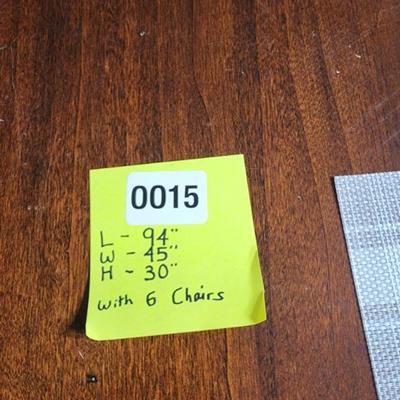 0015
L - 94"
W - 45"
H - 30"
with 6 Chairs